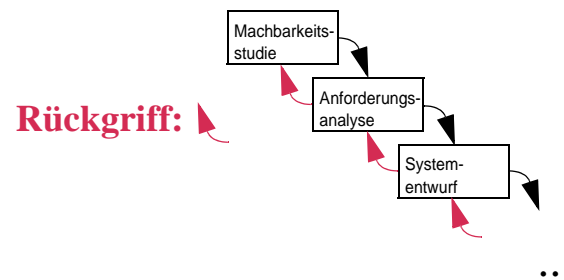 Machbarkeits-
studie
Rückgriff:
Anforderungs-
analyse
System-
entwurf
..